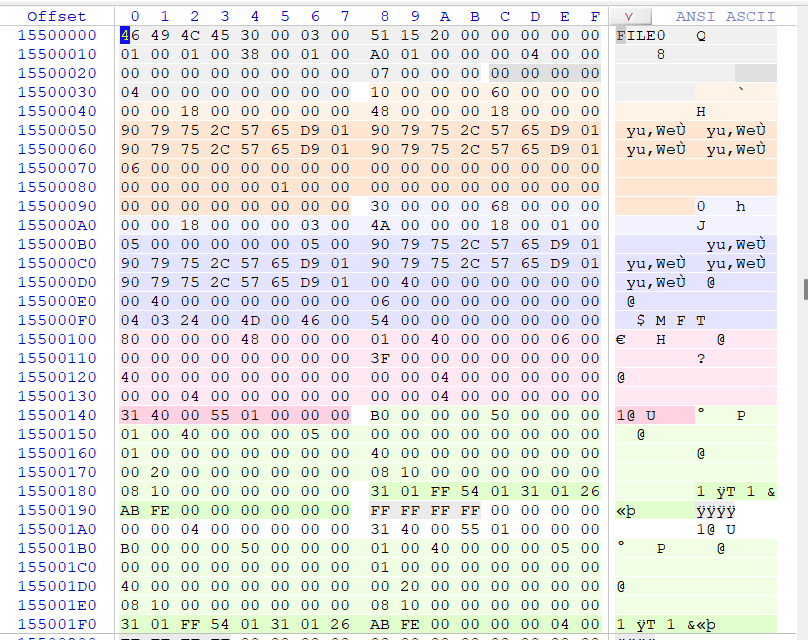 Offset 0 1 2 3 4 5 6 7 8 9 A B C D E F ˅ ANSI ASCII
15500000 46 49 4C 45 30 00 03 00 51 15 20 00 00 00 00 00 FILE0 Q
15500010 01 00 01 00 38 00 01 00 A0 01 00 00 00 04 00 00 8
15500020 00 00 00 00 00 00 00 00 07 00 00 00 00 00 00 00
15500030 04 00 00 00 00 00 00 00 10 00 00 00 60 00 00 00 `
15500040 00 00 18 00 00 00 00 00 48 00 00 00 18 00 00 00 H
15500050 90 79 75 2C 57 65 D9 01 90 79 75 2C 57 65 D9 01 yu,WeÙ yu,WeÙ
15500060 90 79 75 2C 57 65 D9 01 90 79 75 2C 57 65 D9 01 yu,WeÙ yu,WeÙ
15500070 06 00 00 00 00 00 00 00 00 00 00 00 00 00 00 00
15500080 00 00 00 00 00 01 00 00 00 00 00 00 00 00 00 00
15500090 00 00 00 00 00 00 00 00 30 00 00 00 68 00 00 00 0 h
155000A0 00 00 18 00 00 00 03 00 4A 00 00 00 18 00 01 00 J
155000B0 05 00 00 00 00 00 05 00 90 79 75 2C 57 65 D9 01 yu,WeÙ
155000C0 90 79 75 2C 57 65 D9 01 90 79 75 2C 57 65 D9 01 yu,WeÙ yu,WeÙ
155000D0 90 79 75 2C 57 65 D9 01 00 40 00 00 00 00 00 00 yu,WeÙ @
155000E0 00 40 00 00 00 00 00 00 06 00 00 00 00 00 00 00 @
155000F0 04 03 24 00 4D 00 46 00 54 00 00 00 00 00 00 00 $ M F T
15500100 80 00 00 00 48 00 00 00 01 00 40 00 00 00 06 00 € H @
15500110 00 00 00 00 00 00 00 00 3F 00 00 00 00 00 00 00 ?
15500120 40 00 00 00 00 00 00 00 00 00 04 00 00 00 00 00 @
15500130 00 00 04 00 00 00 00 00 00 00 04 00 00 00 00 00
15500140 31 40 00 55 01 00 00 00 B0 00 00 00 50 00 00 00 1@ U ° P
15500150 01 00 40 00 00 00 05 00 00 00 00 00 00 00 00 00 @
15500160 01 00 00 00 00 00 00 00 40 00 00 00 00 00 00 00 @
15500170 00 20 00 00 00 00 00 00 08 10 00 00 00 00 00 00
15500180 08 10 00 00 00 00 00 00 31 01 FF 54 01 31 01 26 1 ÿT 1 &
15500190 AB FE 00 00 00 00 00 00 FF FF FF FF 00 00 00 00 «þ ÿÿÿÿ
155001A0 00 00 04 00 00 00 00 00 31 40 00 55 01 00 00 00 1@ U
155001B0 B0 00 00 00 50 00 00 00 01 00 40 00 00 00 05 00 ° P @
155001C0 00 00 00 00 00 00 00 00 01 00 00 00 00 00 00 00
155001D0 40 00 00 00 00 00 00 00 00 20 00 00 00 00 00 00 @
155001E0 08 10 00 00 00 00 00 00 08 10 00 00 00 00 00 00
155001F0 31 01 FF 54 01 31 01 26 AB FE 00 00 00 00 04 00 1 ÿT 1 &«þ